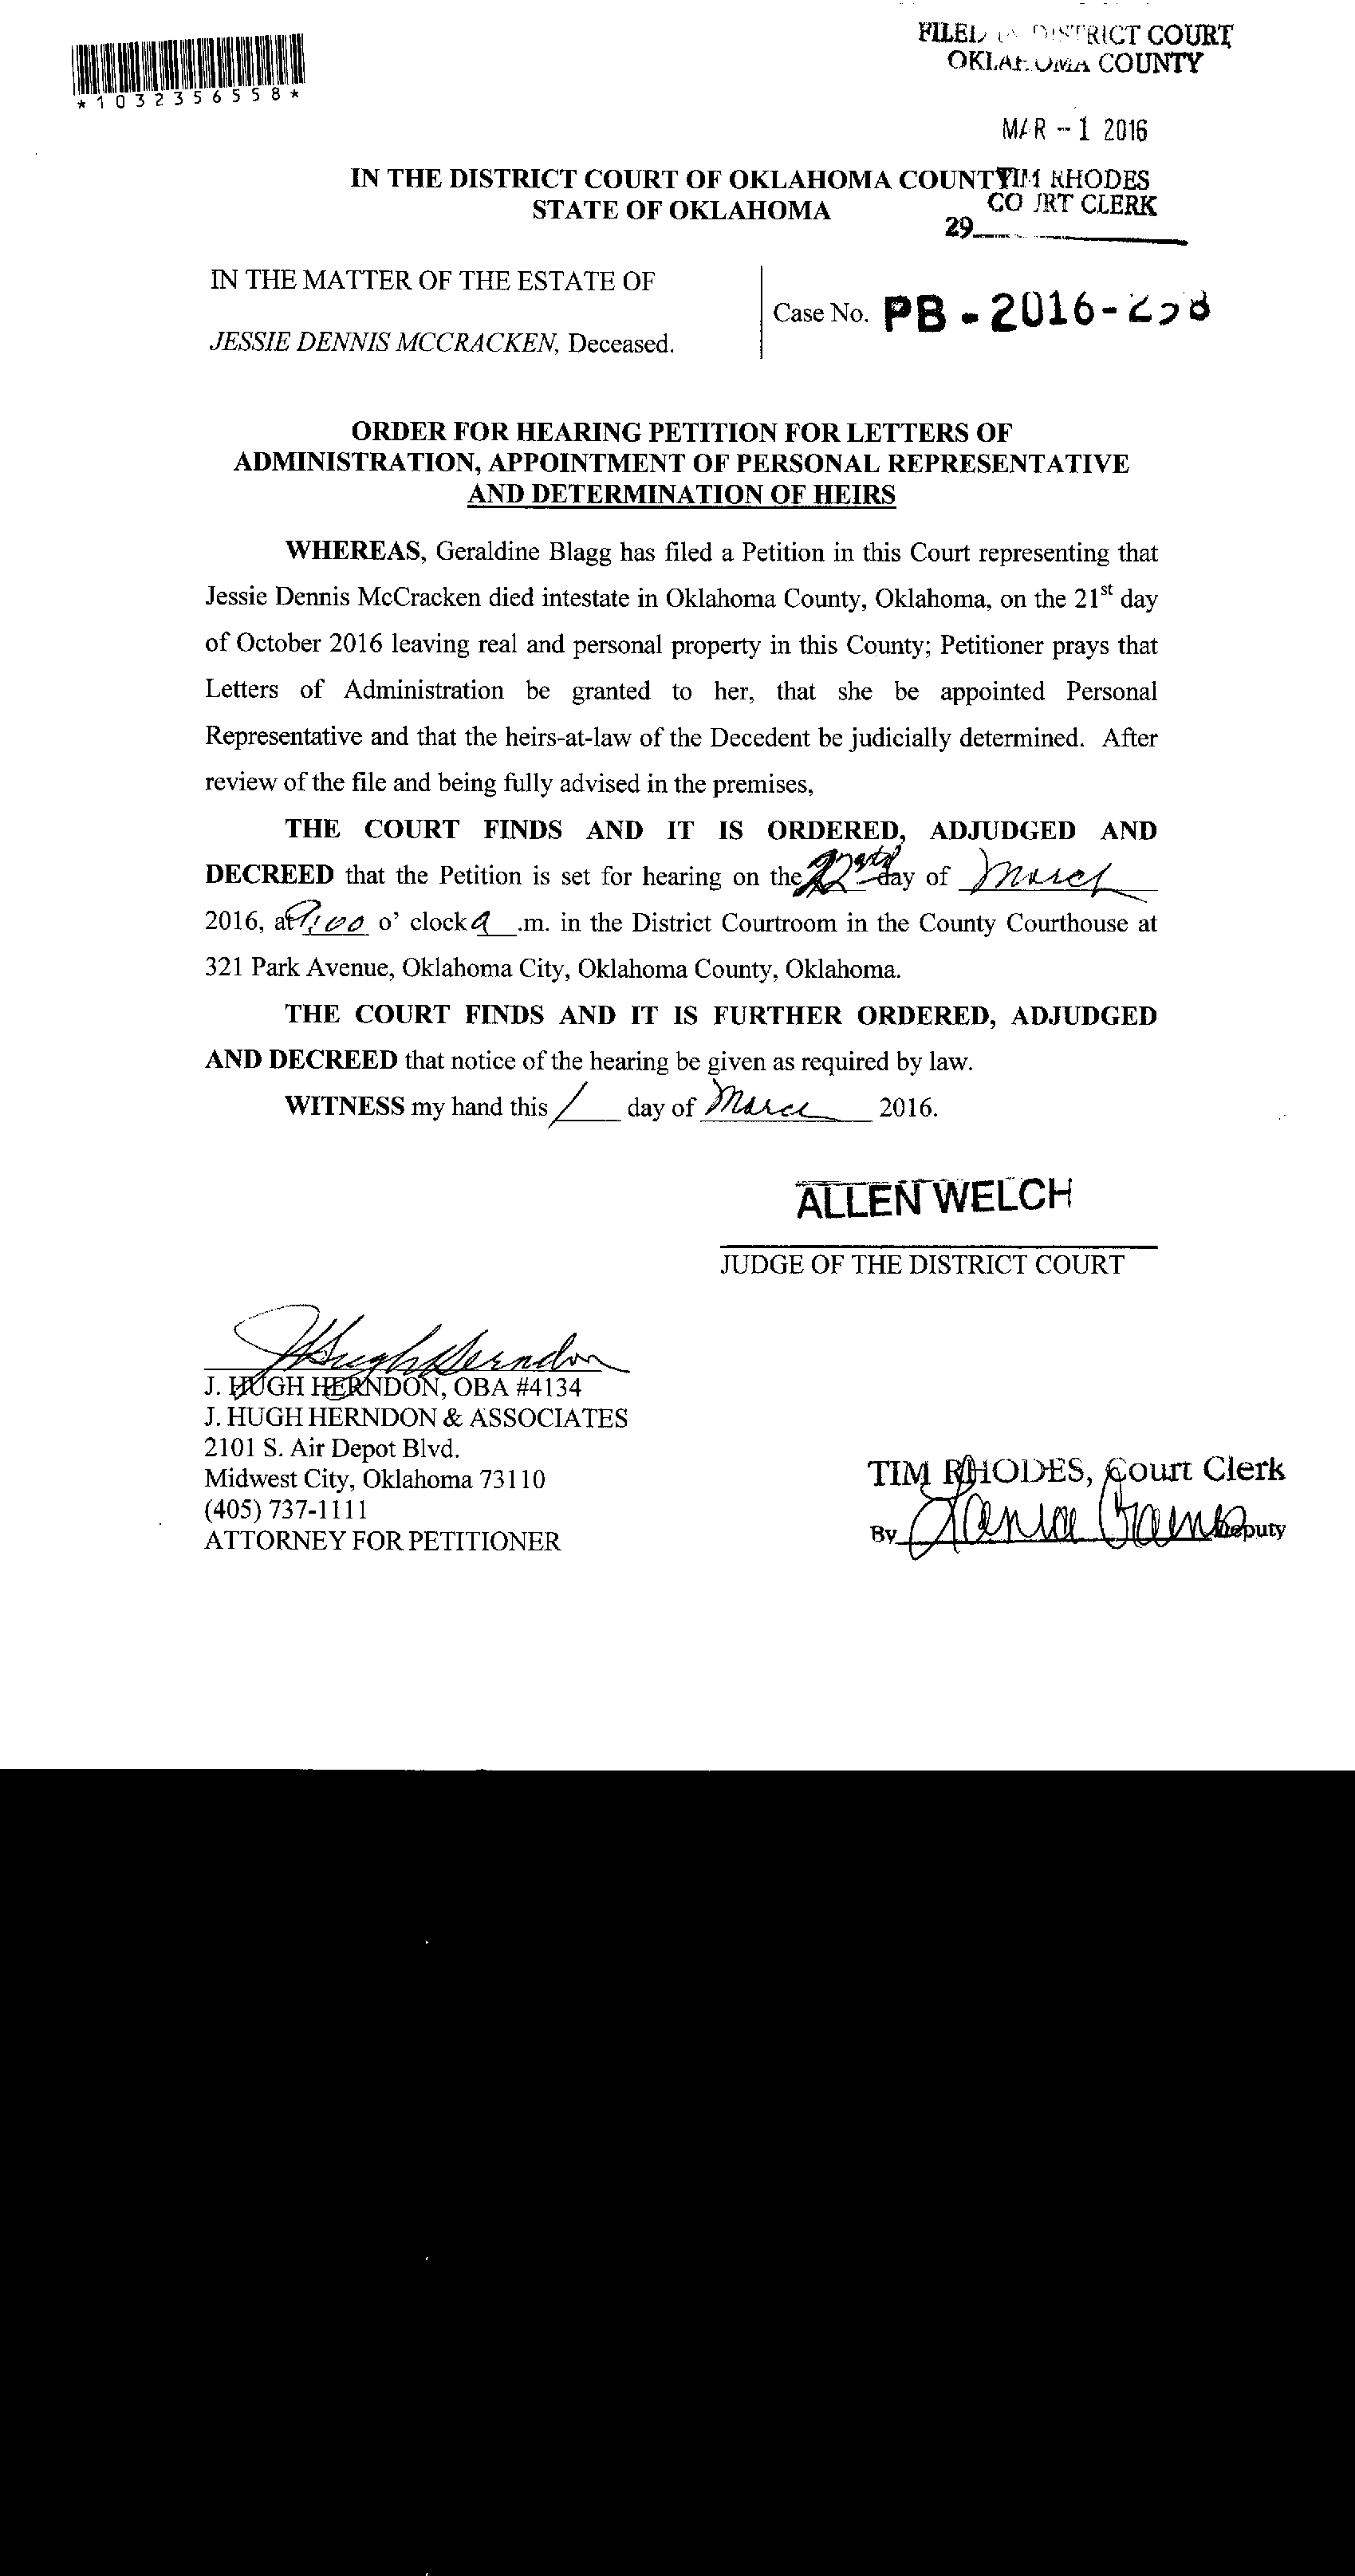 FILED IN DISTRICT COURT
OKLAHOMA COUNTY
*1032356558*
MAR -1 2016
IN THE DISTRICT COURT OF OKLAHOMA COUNTY
TIM RHODES
STATE OF OKLAHOMA
COURT CLERK
29
IN THE MATTER OF THE ESTATE OF
Case No. PB - 2016-
JESSIE DENNIS MCCRACKEN, Deceased.
ORDER FOR HEARING PETITION FOR LETTERS OF
ADMINISTRATION, APPOINTMENT OF PERSONAL REPRESENTATIVE
AND DETERMINATION OF HEIRS
WHEREAS, Geraldine Blagg has filed a Petition in this Court representing that
Jessie Dennis McCracken died intestate in Oklahoma County, Oklahoma, on the 21st day
of October 2016 leaving real and personal property in this County; Petitioner prays that
Letters of Administration be granted to her, that she be appointed Personal
Representative and that the heirs-at-law of the Decedent be judicially determined. After
review of the file and being fully advised in the premises,
THE COURT FINDS AND IT IS ORDERED, ADJUDGED AND
DECREED that the Petition is set for hearing on the day of March
2016, at 9:00 o' clock a .m. in the District Courtroom in the County Courthouse at
321 Park Avenue, Oklahoma City, Oklahoma County, Oklahoma.
THE COURT FINDS AND IT IS FURTHER ORDERED, ADJUDGED
AND DECREED that notice of the hearing be given as required by law.
WITNESS my hand this 1 day of March 2016.
ALLEN WELCH
JUDGE OF THE DISTRICT COURT
J Hugh Herndon
J. HUGH HERNDON, OBA #4134
J. HUGH HERNDON & ASSOCIATES
2101 S. Air Depot Blvd.
Midwest City, Oklahoma 73110
(405) 737-1111
ATTORNEY FOR PETITIONER
TIM RHODES, Court Clerk
By Deputy